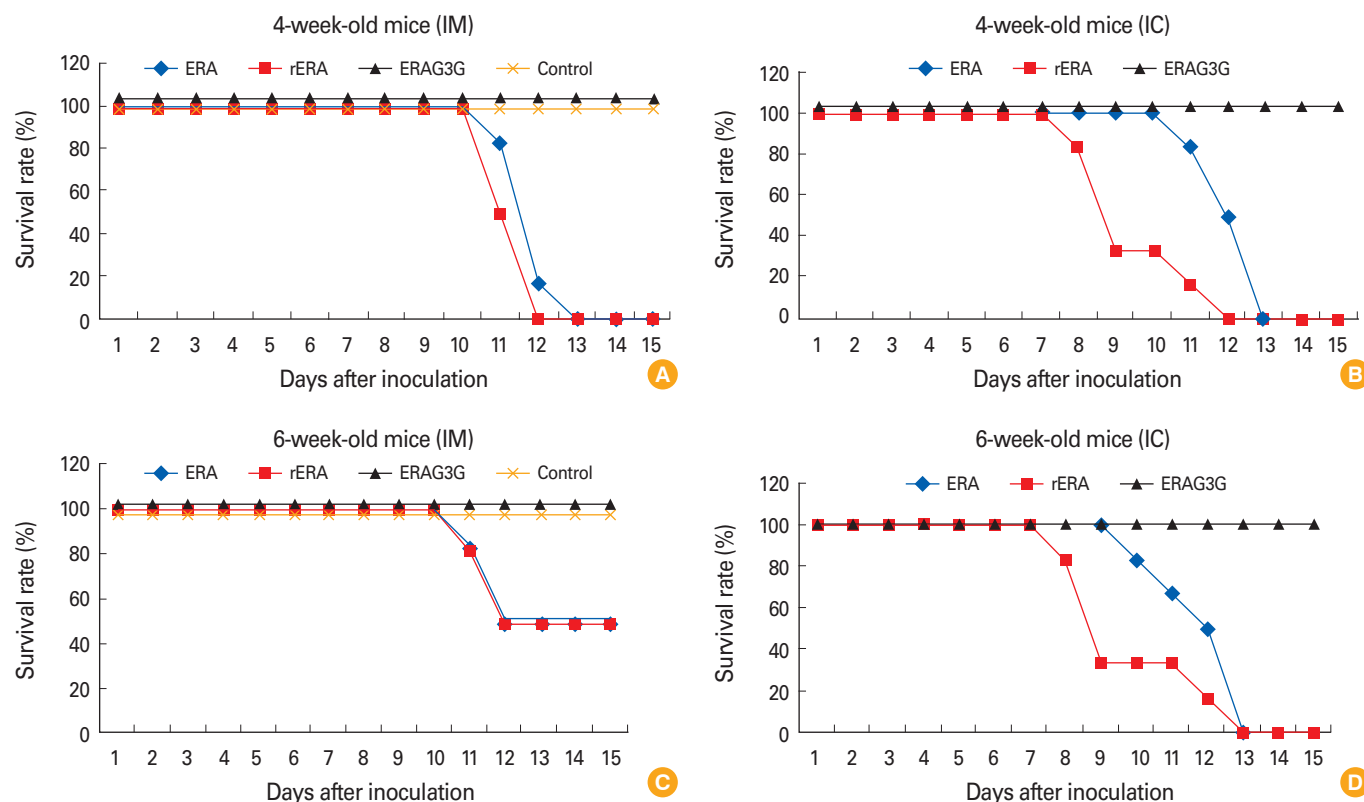 4-week-old mice (IM)
ERA rERA ERAG3G Control
Survival rate (%)
120
100
80
60
40
20
0
1 2 3 4 5 6 7 8 9 10 11 12 13 14 15
Days after inoculation
A
4-week-old mice (IC)
ERA rERA ERAG3G
Survival rate (%)
120
100
80
60
40
20
0
1 2 3 4 5 6 7 8 9 10 11 12 13 14 15
Days after inoculation
B
6-week-old mice (IM)
ERA rERA ERAG3G Control
Survival rate (%)
120
100
80
60
40
20
0
1 2 3 4 5 6 7 8 9 10 11 12 13 14 15
Days after inoculation
C
6-week-old mice (IC)
ERA rERA ERAG3G
Survival rate (%)
120
100
80
60
40
20
0
1 2 3 4 5 6 7 8 9 10 11 12 13 14 15
Days after inoculation
D